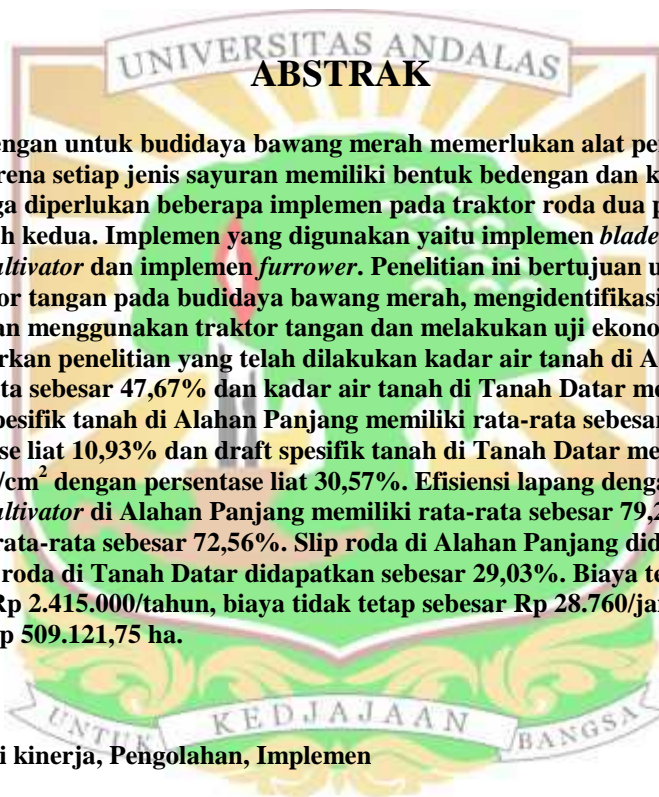 UNIVERSITAS ANDALAS
ABSTRAK
engan untuk budidaya bawang merah memerlukan alat pe
rena setiap jenis sayuran memiliki bentuk bedengan dan k
ga diperlukan beberapa implemen pada traktor roda dua p
h kedua. Implemen yang digunakan yaitu implemen blade
ultivator dan implemen furrower. Penelitian ini bertujuan u
or tangan pada budidaya bawang merah, mengidentifikasi
an menggunakan traktor tangan dan melakukan uji ekono
rkan penelitian yang telah dilakukan kadar air tanah di A
ta sebesar 47,67% dan kadar air tanah di Tanah Datar me
pesifik tanah di Alahan Panjang memiliki rata-rata sebesar
se liat 10,93% dan draft spesifik tanah di Tanah Datar me
/cm² dengan persentase liat 30,57%. Efisiensi lapang denga
ultivator di Alahan Panjang memiliki rata-rata sebesar 79,2
rata-rata sebesar 72,56%. Slip roda di Alahan Panjang did
roda di Tanah Datar didapatkan sebesar 29,03%. Biaya te
Rp 2.415.000/tahun, biaya tidak tetap sebesar Rp 28.760/ja
p 509.121,75 ha.
UNTUK KEDJAJAAN BANGSA
i kinerja, Pengolahan, Implemen